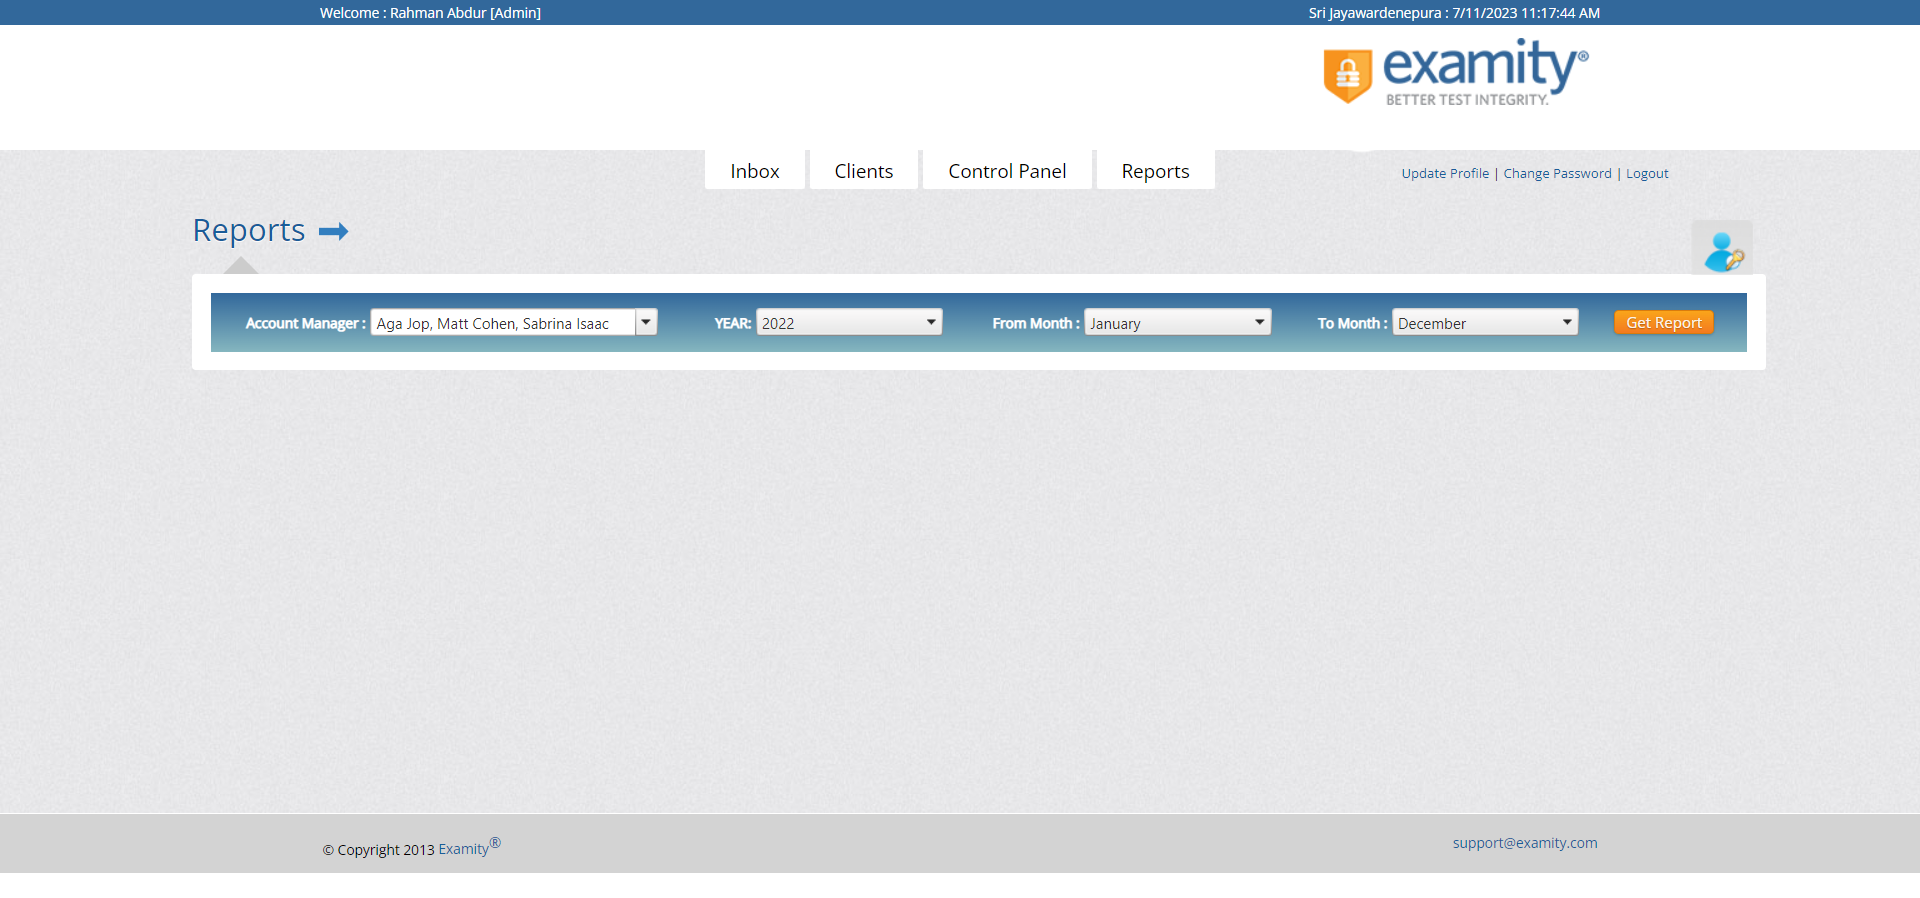 Welcome : Rahman Abdur [Admin]
Sri Jayawardenepura : 7/11/2023 11:17:44 AM
examity®
BETTER TEST INTEGRITY.
Inbox
Clients
Control Panel
Reports
Update Profile | Change Password | Logout
Reports
Account Manager : Aga Jop, Matt Cohen, Sabrina Isaac YEAR: 2022 From Month : January To Month : December Get Report
© Copyright 2013 Examity®
support@examity.com